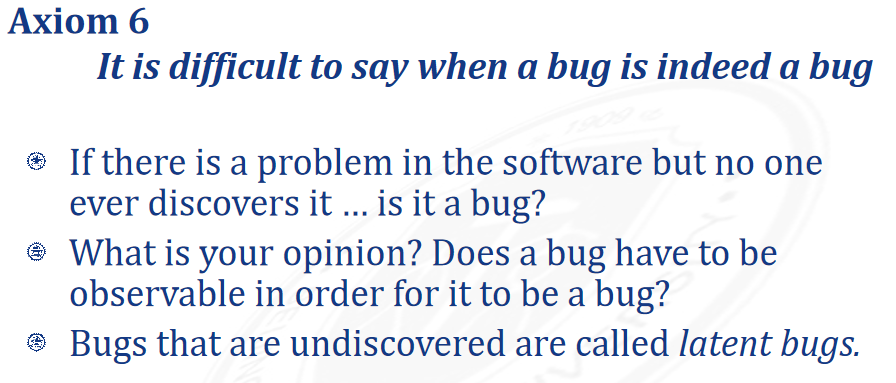 Axiom 6
It is difficult to say when a bug is indeed a bug
If there is a problem in the software but no one
ever discovers it … is it a bug?
What is your opinion? Does a bug have to be
observable in order for it to be a bug?
Bugs that are undiscovered are called latent bugs.